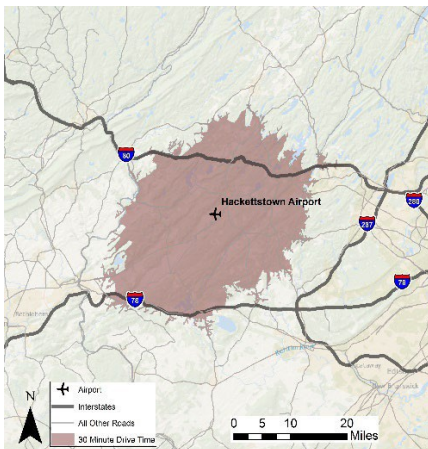 80
Hackettstown Airport
280
287
78
78
N
Airport
Interstates
All Other Roads
30 Minute Drive Time
0 5 10 20
Miles